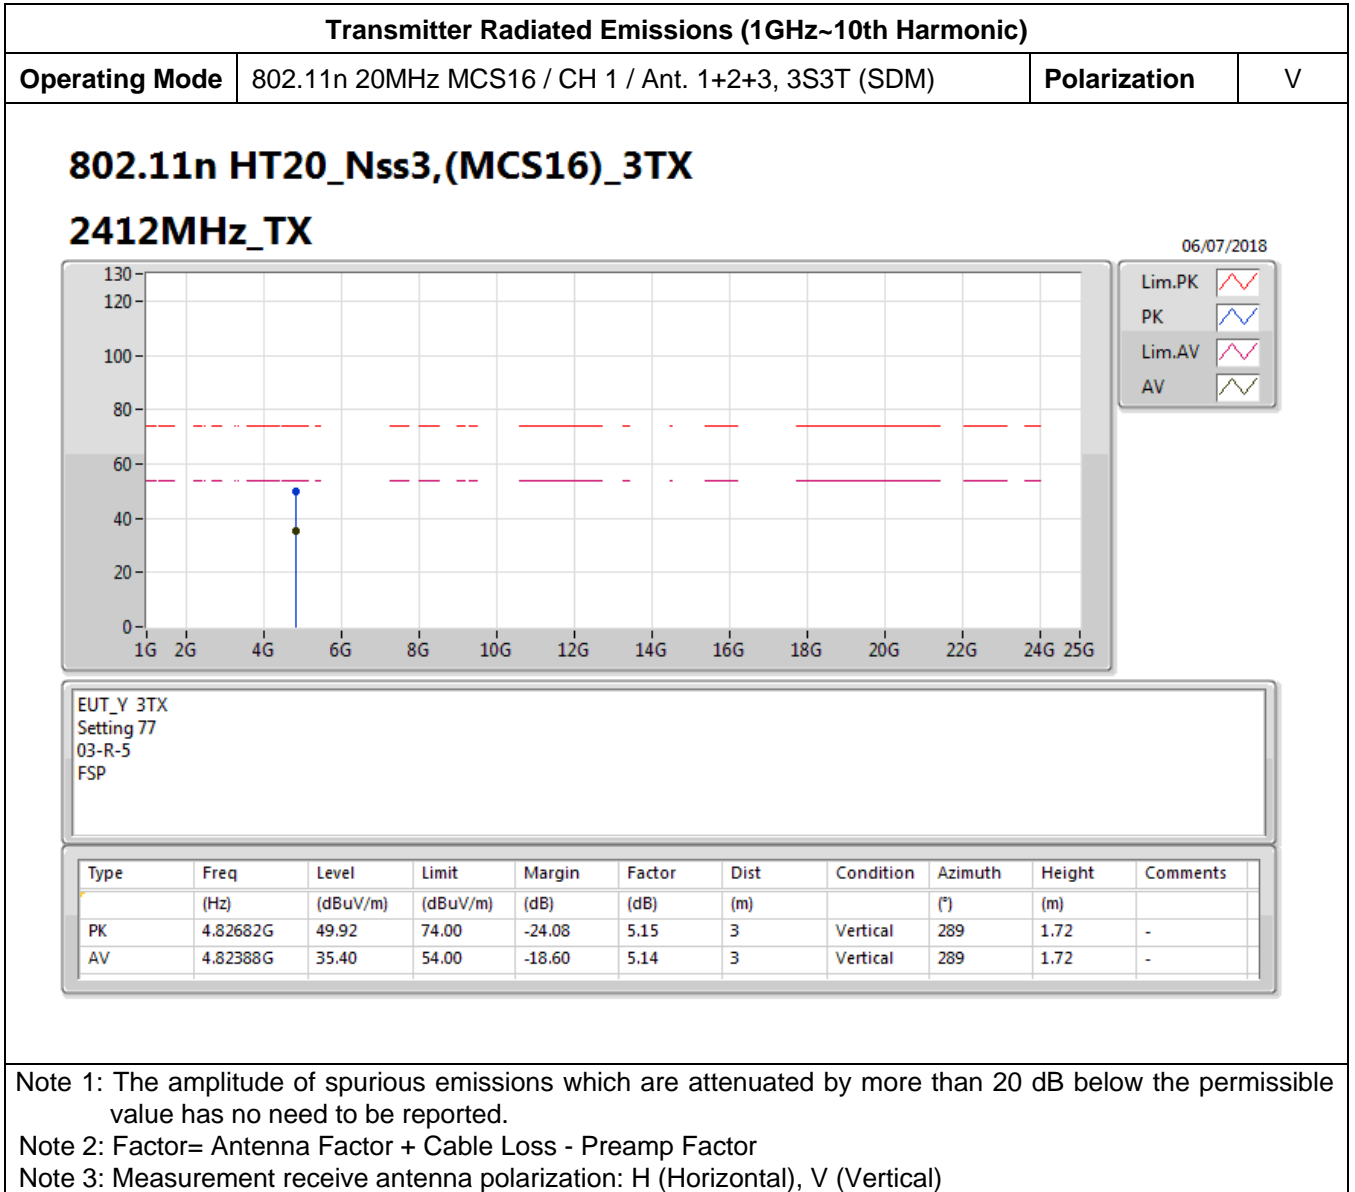 Transmitter Radiated Emissions (1GHz~10th Harmonic)
Operating Mode 802.11n 20MHz MCS16 / CH 1 / Ant. 1+2+3, 3S3T (SDM) Polarization V
802.11n HT20_Nss3,(MCS16)_3TX
2412MHz_TX
06/07/2018
130
120
100
80
60
40
20
0
1G 2G 4G 6G 8G 10G 12G 14G 16G 18G 20G 22G 24G 25G
Lim.PK
PK
Lim.AV
AV
EUT_Y 3TX
Setting 77
03-R-5
FSP
Type Freq Level Limit Margin Factor Dist Condition Azimuth Height Comments
(Hz) (dBuV/m) (dBuV/m) (dB) (dB) (m) (°) (m)
PK 4.82682G 49.92 74.00 -24.08 5.15 3 Vertical 289 1.72 -
AV 4.82388G 35.40 54.00 -18.60 5.14 3 Vertical 289 1.72 -
Note 1: The amplitude of spurious emissions which are attenuated by more than 20 dB below the permissible
value has no need to be reported.
Note 2: Factor= Antenna Factor + Cable Loss - Preamp Factor
Note 3: Measurement receive antenna polarization: H (Horizontal), V (Vertical)